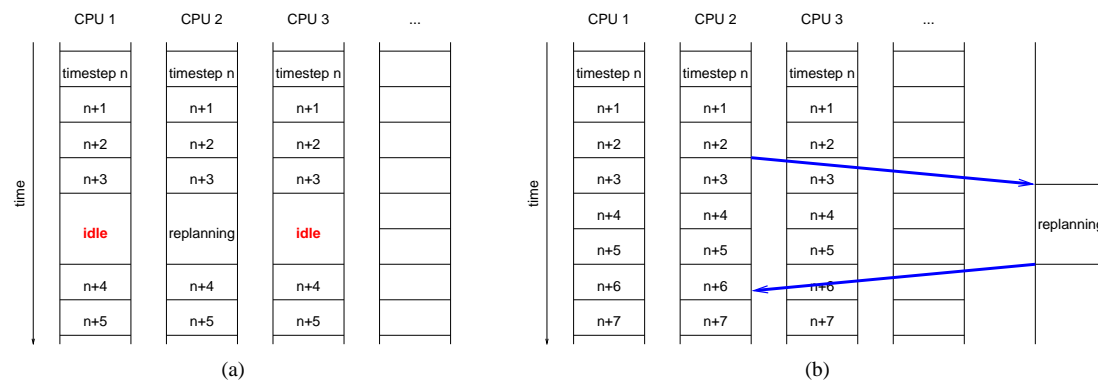 CPU 1 CPU 2 CPU 3 ... CPU 1 CPU 2 CPU 3 ...
timestep n timestep n timestep n timestep n timestep n timestep n
n+1 n+1 n+1 n+1 n+1 n+1
n+2 n+2 n+2 n+2 n+2 n+2
n+3 n+3 n+3 n+3 n+3 n+3
time time
idle replanning idle n+4 n+4 n+4 replanning
n+5 n+5 n+5
n+4 n+4 n+4 n+6 n+6 n+6
n+5 n+5 n+5 n+7 n+7 n+7
(a) (b)